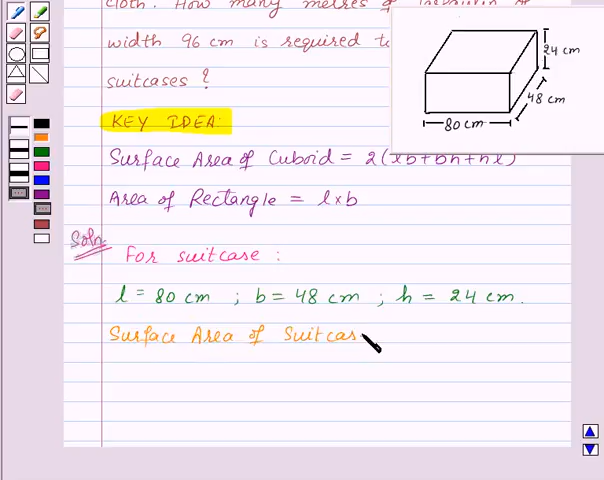 cloth. How many metres of
width 96 cm is required to
suitcases ?
24 cm
48 cm
80 cm
KEY IDEA:
Surface Area of Cuboid = 2(lb+bh+hl)
Area of Rectangle = l×b
Soln
For suitcase :
l = 80 cm ; b = 48 cm ; h = 24 cm.
Surface Area of Suitcas